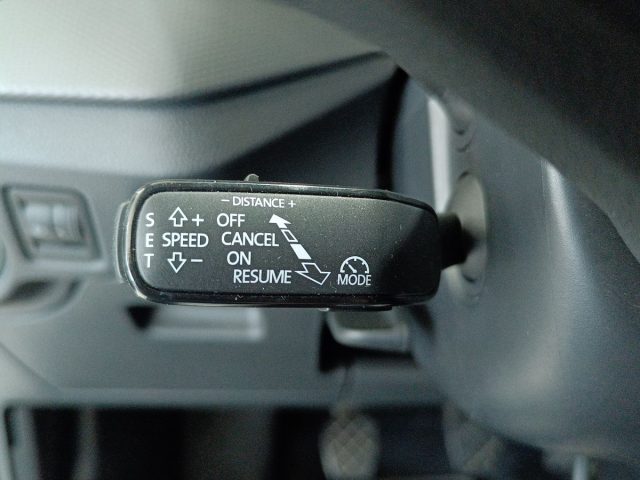 - DISTANCE +
S + OFF
E SPEED CANCEL
T - ON
RESUME MODE